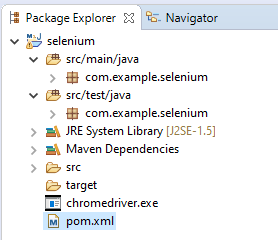 Package Explorer Navigator
selenium
src/main/java
com.example.selenium
src/test/java
com.example.selenium
JRE System Library [J2SE-1.5]
Maven Dependencies
src
target
chromedriver.exe
pom.xml